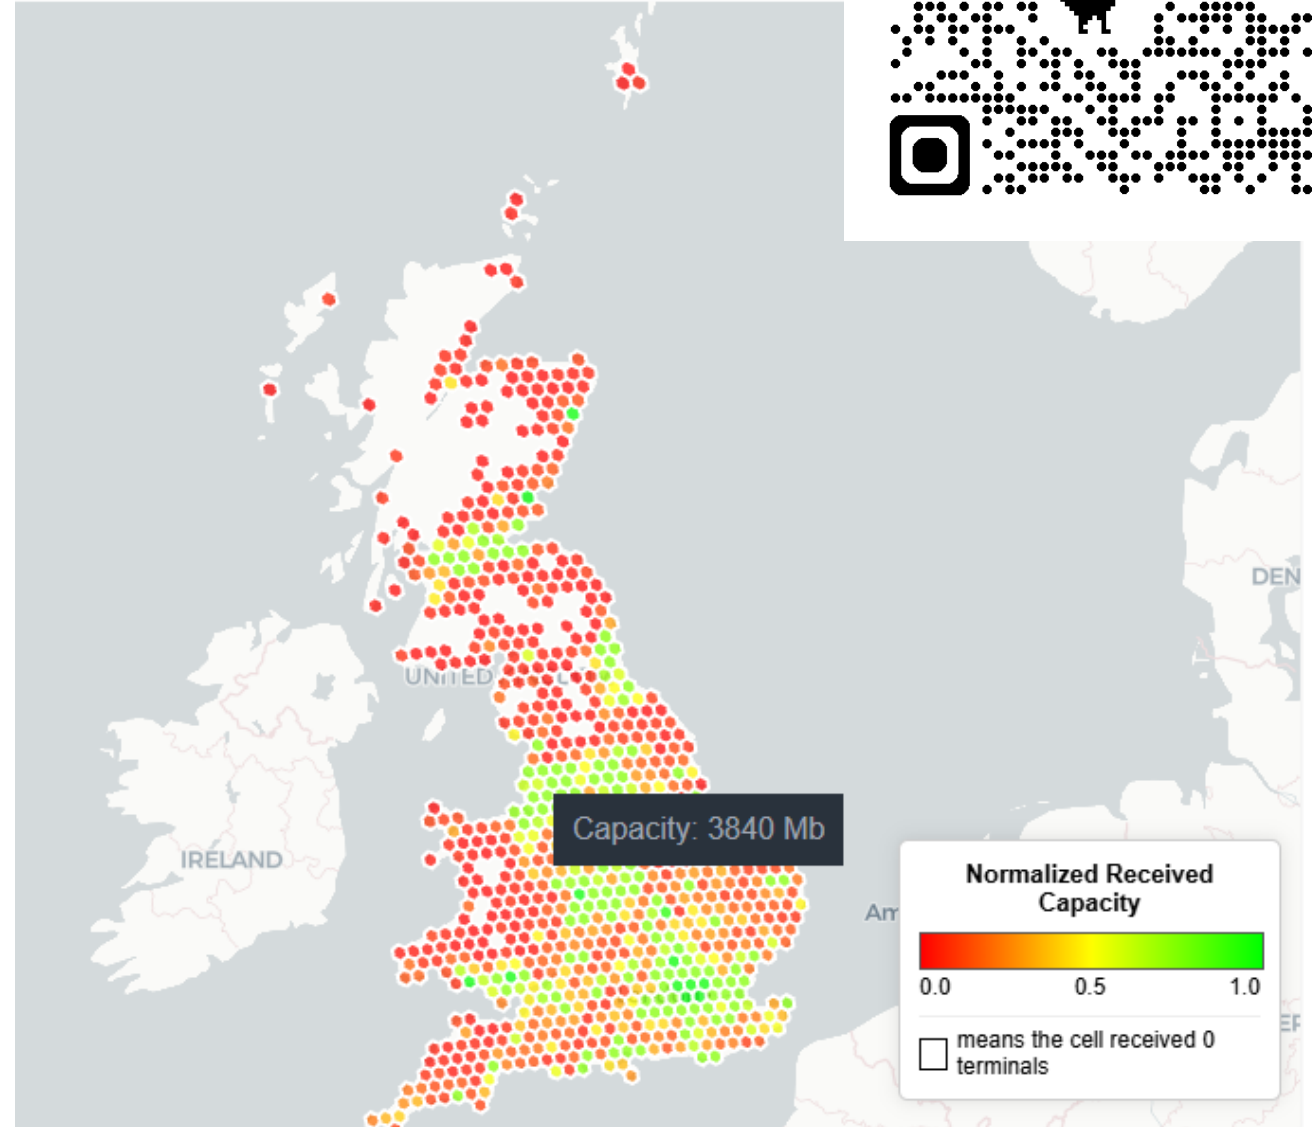 DEN
UNITED
Capacity: 3840 Mb
IRELAND
Am
Normalized Received
Capacity
0.0 0.5 1.0
means the cell received 0
terminals